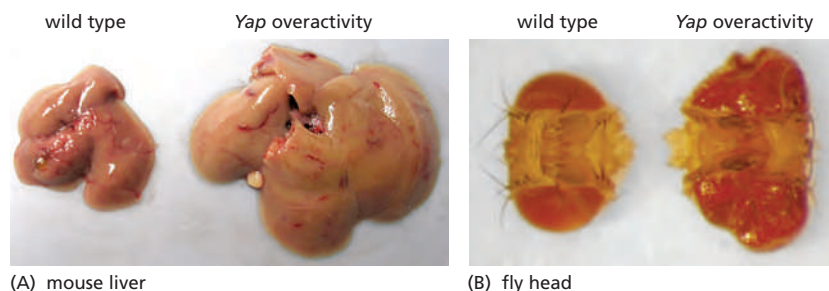 wild type Yap overactivity wild type Yap overactivity
(A) mouse liver (B) fly head